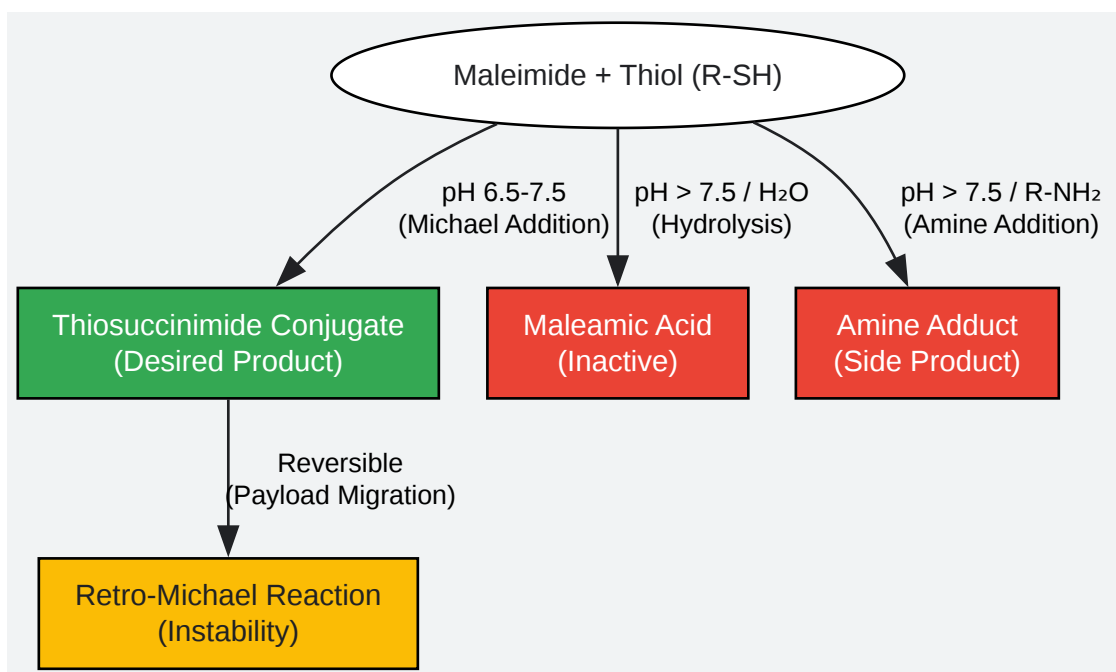 Maleimide + Thiol (R-SH)
pH 6.5-7.5
(Michael Addition)
pH > 7.5 / H₂O
(Hydrolysis)
pH > 7.5 / R-NH₂
(Amine Addition)
Thiosuccinimide Conjugate
(Desired Product)
Maleamic Acid
(Inactive)
Amine Adduct
(Side Product)
Reversible
(Payload Migration)
Retro-Michael Reaction
(Instability)